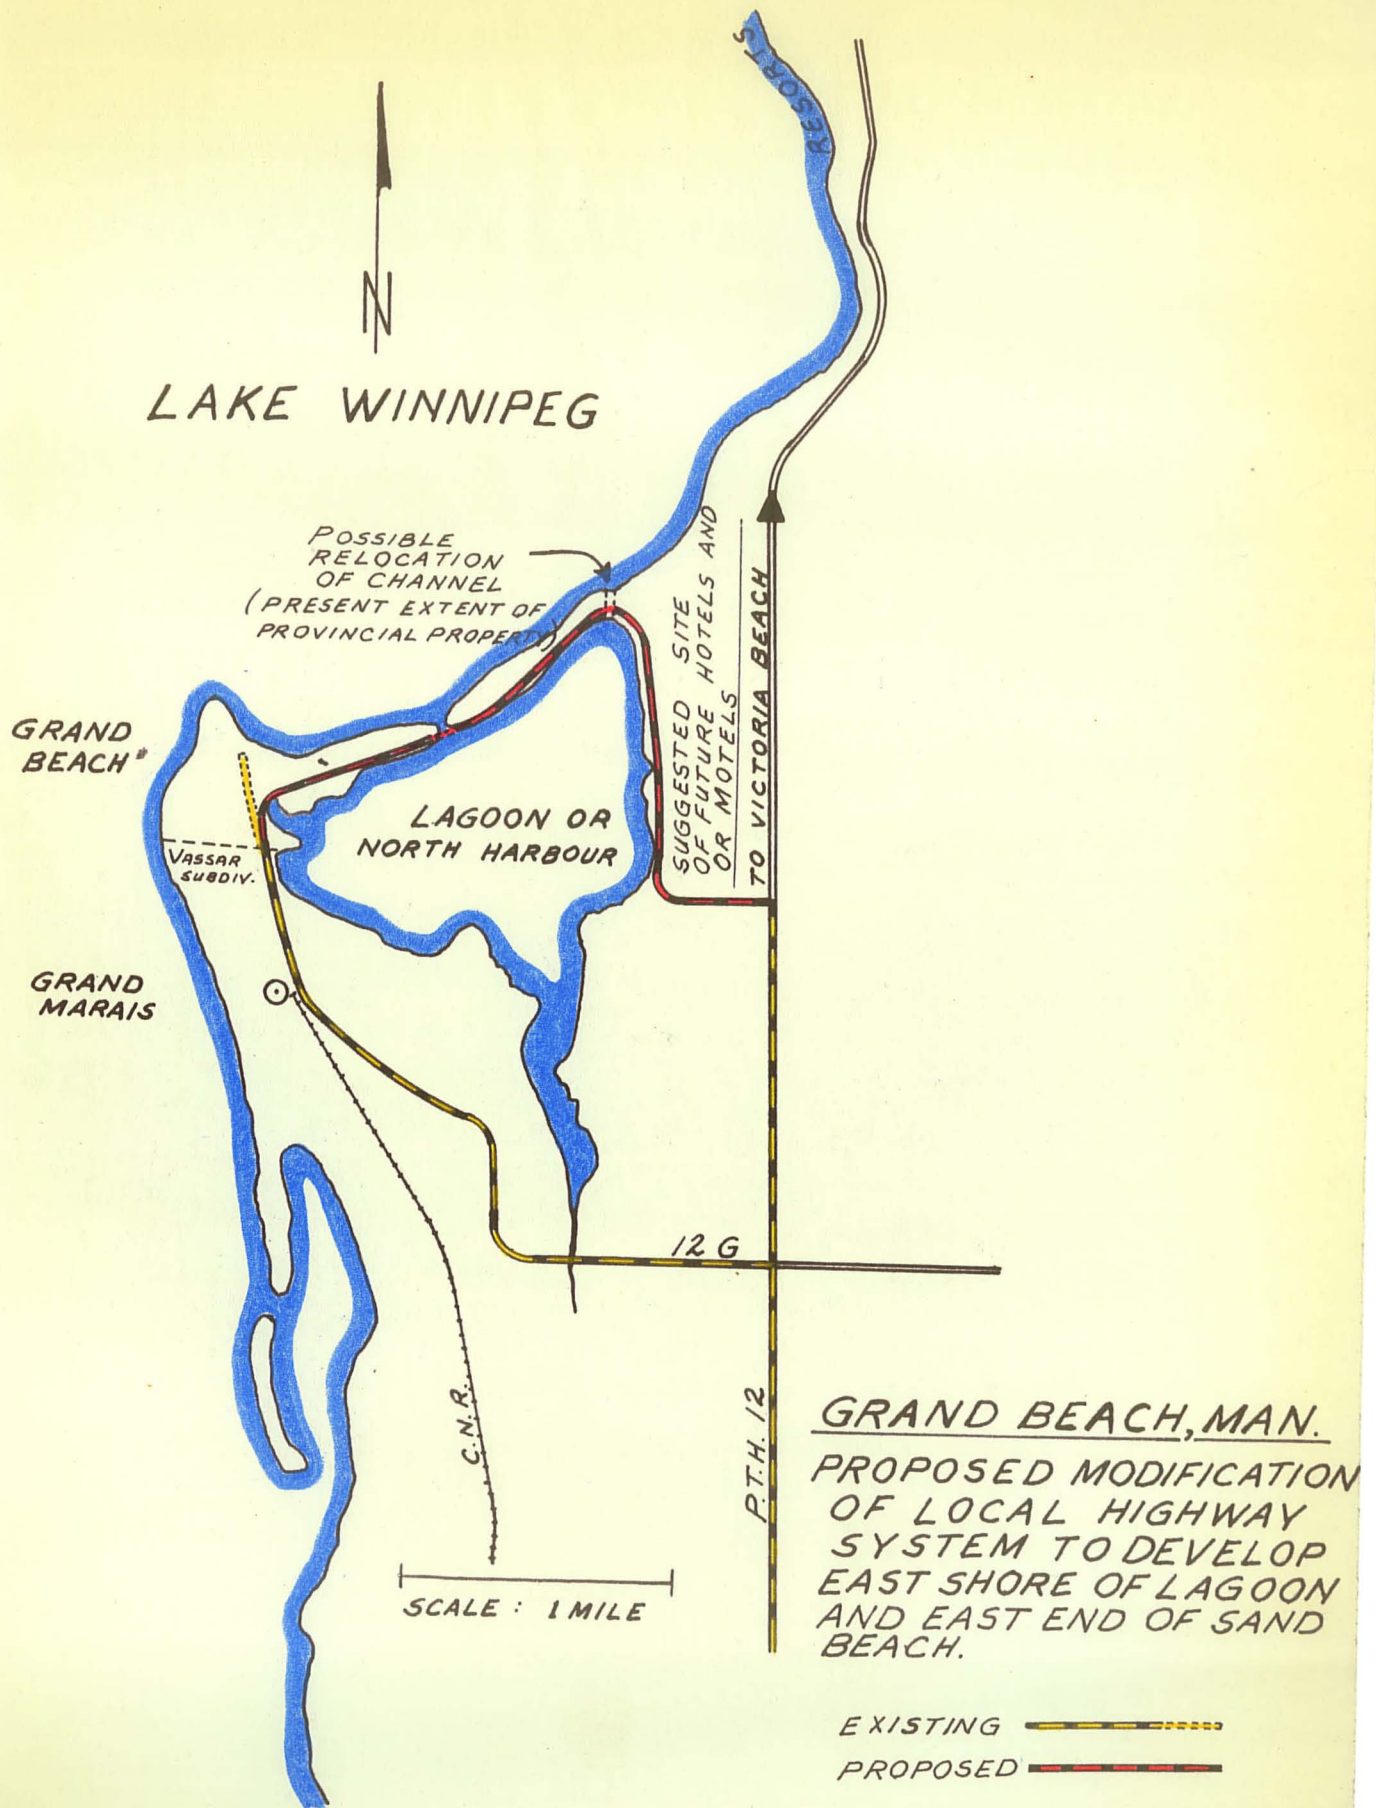 RESORTS
N
LAKE WINNIPEG
POSSIBLE
RELOCATION
OF CHANNEL
(PRESENT EXTENT OF
PROVINCIAL PROPERTY)
SUGGESTED SITE
OF FUTURE HOTELS AND
OR MOTELS
TO VICTORIA BEACH
GRAND
BEACH
LAGOON OR
NORTH HARBOUR
VASSAR
SUBDIV.
GRAND
MARAIS
12 G
C.N.R.
P.T.H. 12
SCALE : 1 MILE
GRAND BEACH, MAN.
PROPOSED MODIFICATION
OF LOCAL HIGHWAY
SYSTEM TO DEVELOP
EAST SHORE OF LAGOON
AND EAST END OF SAND
BEACH.
EXISTING
PROPOSED